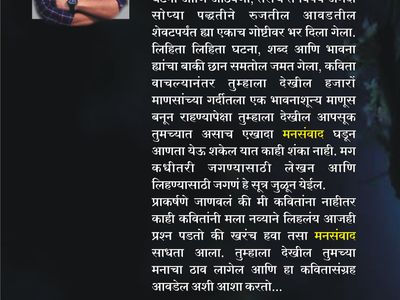 सोप्या पद्धतीने रुजतील आवडतील
शेवटपर्यंत ह्या एकाच गोष्टीवर भर दिला गेला.
लिहिता लिहिता घटना, शब्द आणि भावना
ह्यांचा बाकी छान समतोल जमत गेला, कविता
वाचल्यानंतर तुम्हाला देखील हजारों
माणसांच्या गर्दीतला एक भावनाशून्य माणूस
बनून राहण्यापेक्षा तुम्हाला देखील आपसूक
तुमच्यात असाच एखादा मनसंवाद घडून
आणता येऊ शकेल यात काही शंका नाही. मग
कधीतरी जगण्यासाठी लेखन आणि
लिहण्यासाठी जगणं हे सूत्र जुळून येईल.
प्राकर्षणे जाणवलं की मी कवितांना नाहीतर
काही कवितांनी मला नव्याने लिहलंय आजही
प्रश्न पडतो की खरंच हवा तसा मनसंवाद
साधता आला. तुम्हाला देखील तुमच्या
मनाचा ठाव लागेल आणि हा कवितासंग्रह
आवडेल अशी आशा करतो...